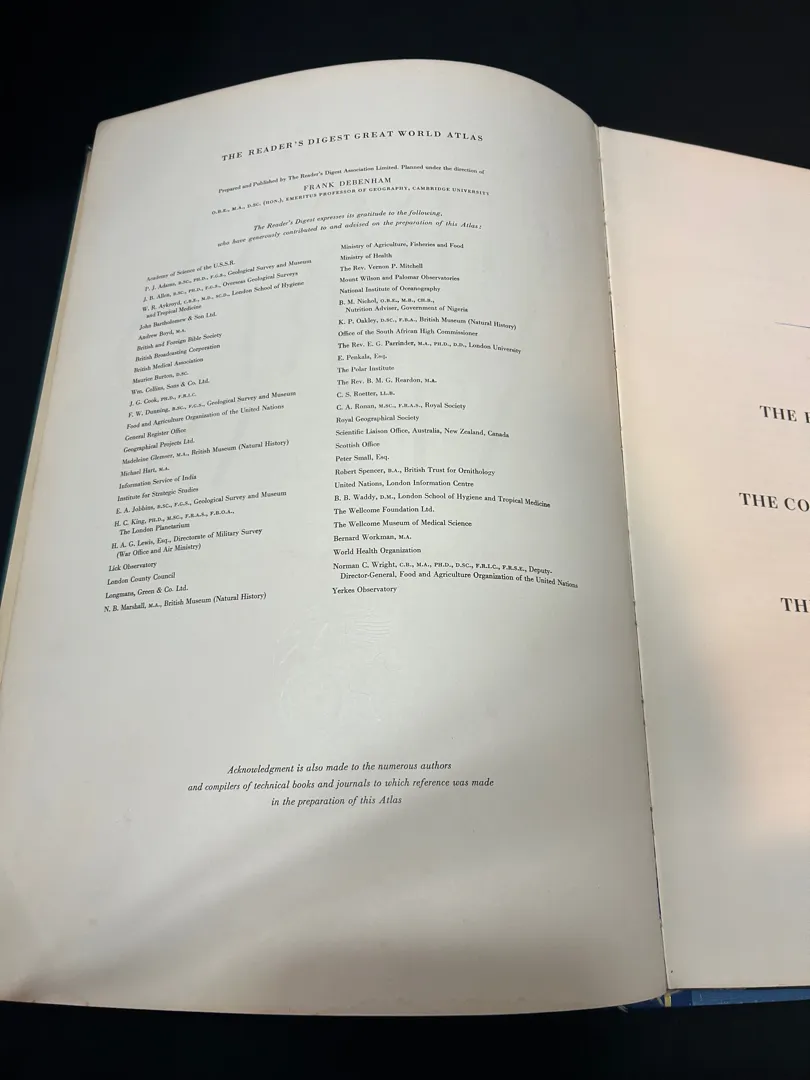 THE READER'S DIGEST GREAT WORLD ATLAS
Prepared and Published by The Reader's Digest Association Limited. Planned under the direction of
FRANK DEBENHAM
O.B.E., M.A., D.SC. (HON.), EMERITUS PROFESSOR OF GEOGRAPHY, CAMBRIDGE UNIVERSITY
The Reader's Digest expresses its gratitude to the following,
who have generously contributed to and advised on the preparation of this Atlas:
Academy of Science of the U.S.S.R.
T. J. Adams, B.SC., PH.D., F.G.S., Geological Survey and Museum
J. B. Allen, B.SC., PH.D., F.G.S., Overseas Geological Surveys
W. R. Aykroyd, C.B.E., M.D., SC.D., London School of Hygiene
and Tropical Medicine
John Bartholomew & Son Ltd.
Andrew Boyd, M.A.
British and Foreign Bible Society
British Broadcasting Corporation
British Medical Association
Maurice Burton, D.SC.
Wm. Collins, Sons & Co. Ltd.
J. G. Cook, PH.D., F.R.I.C.
F. W. Dunning, B.SC., F.G.S., Geological Survey and Museum
Food and Agriculture Organization of the United Nations
General Register Office
Geographical Projects Ltd.
Madeleine Glemser, M.A., British Museum (Natural History)
Michael Hart, M.A.
Information Service of India
Institute for Strategic Studies
E. A. Jobbins, B.SC., F.G.S., Geological Survey and Museum
H. C. King, PH.D., M.SC., F.R.A.S., F.B.O.A.,
The London Planetarium
H. A. G. Lewis, Esq., Directorate of Military Survey
(War Office and Air Ministry)
Lick Observatory
London County Council
Longmans, Green & Co. Ltd.
N. B. Marshall, M.A., British Museum (Natural History)
Ministry of Agriculture, Fisheries and Food
Ministry of Health
The Rev. Vernon P. Mitchell
Mount Wilson and Palomar Observatories
National Institute of Oceanography
B. M. Nichol, O.B.E., M.B., CH.B.,
Nutrition Adviser, Government of Nigeria
K. P. Oakley, D.SC., F.B.A., British Museum (Natural History)
Office of the South African High Commissioner
The Rev. E. G. Parrinder, M.A., PH.D., D.D., London University
E. Penkala, Esq.
The Polar Institute
The Rev. B. M. G. Reardon, M.A.
C. S. Roetter, LL.B.
C. A. Ronan, M.SC., F.R.A.S., Royal Society
Royal Geographical Society
Scientific Liaison Office, Australia, New Zealand, Canada
Scottish Office
Peter Small, Esq.
Robert Spencer, B.A., British Trust for Ornithology
United Nations, London Information Centre
B. B. Waddy, D.M., London School of Hygiene and Tropical Medicine
The Wellcome Foundation Ltd.
The Wellcome Museum of Medical Science
Bernard Workman, M.A.
World Health Organization
Norman C. Wright, C.B., M.A., PH.D., D.SC., F.R.I.C., F.R.S.E., Deputy-
Director-General, Food and Agriculture Organization of the United Nations
Yerkes Observatory
Acknowledgment is also made to the numerous authors
and compilers of technical books and journals to which reference was made
in the preparation of this Atlas
THE
THE CO
TH